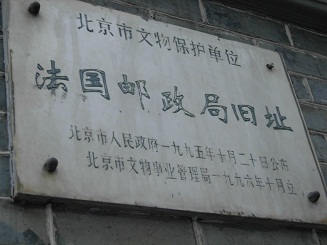 北京市文物保护单位
法国邮政局旧址
北京市人民政府一九九五年十月二十日公布
北京市文物事业管理局一九九六年十月立